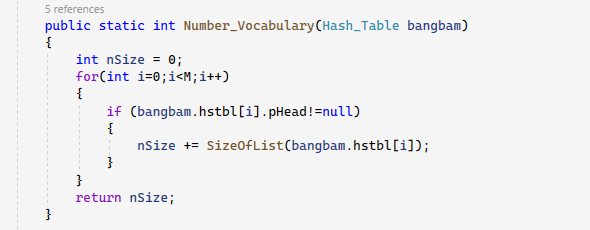 5 references
public static int Number_Vocabulary(Hash_Table bangbam)
{
int nSize = 0;
for(int i=0;i<M;i++)
{
if (bangbam.hstbl[i].pHead!=null)
{
nSize += SizeOfList(bangbam.hstbl[i]);
}
}
return nSize;
}